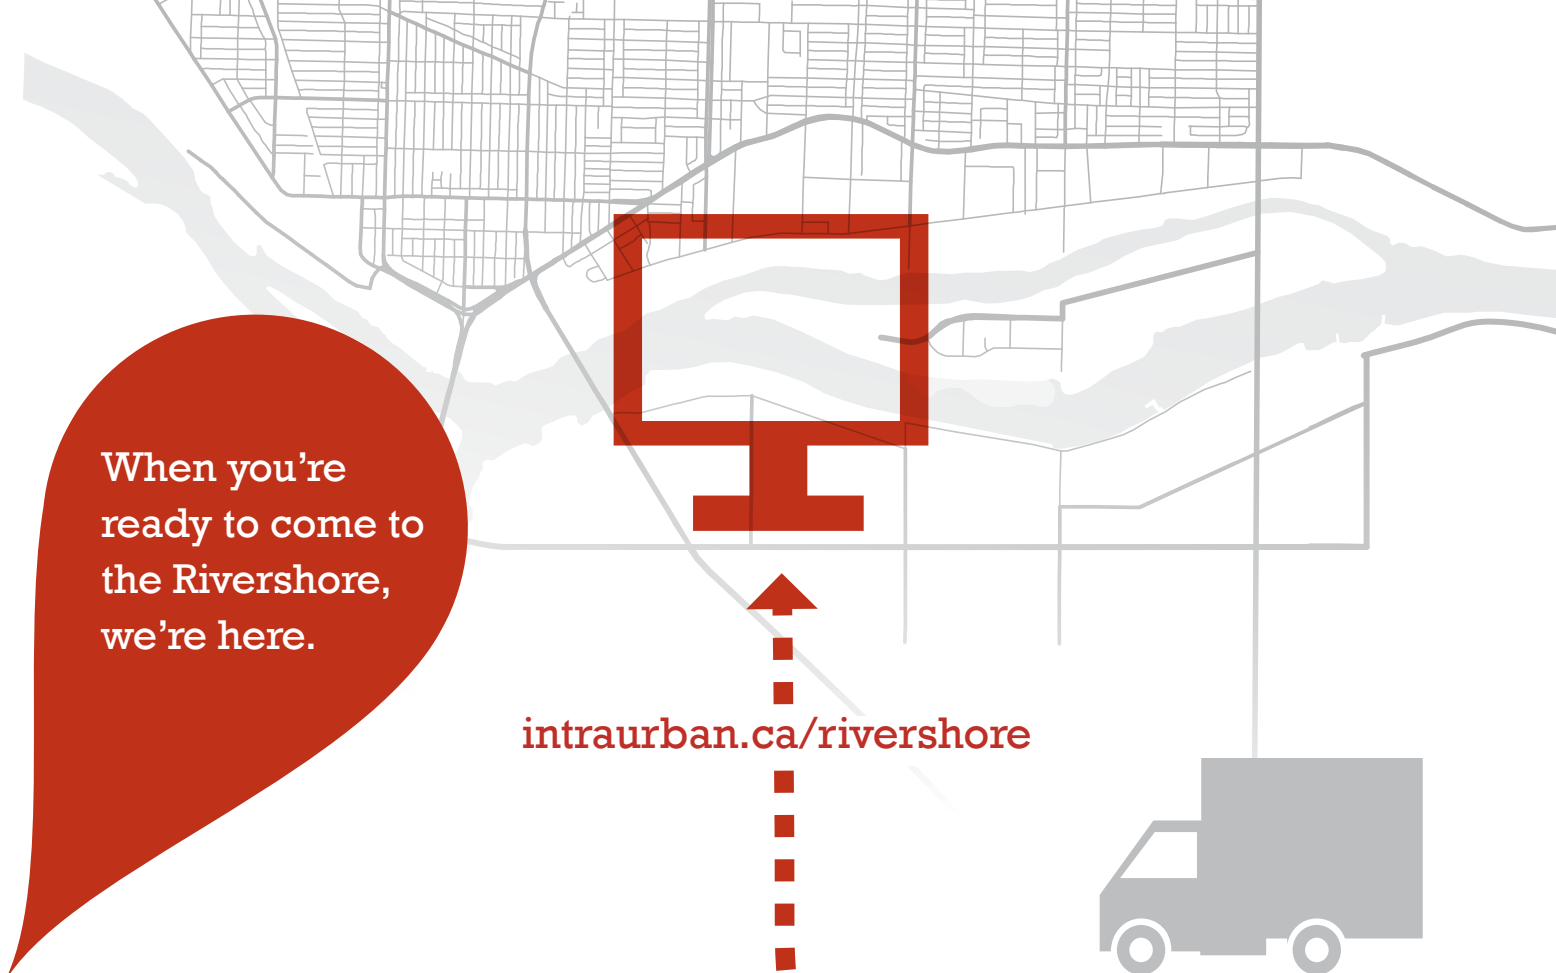 When you’re
ready to come to
the Rivershore,
we’re here.
intraurban.ca/rivershore